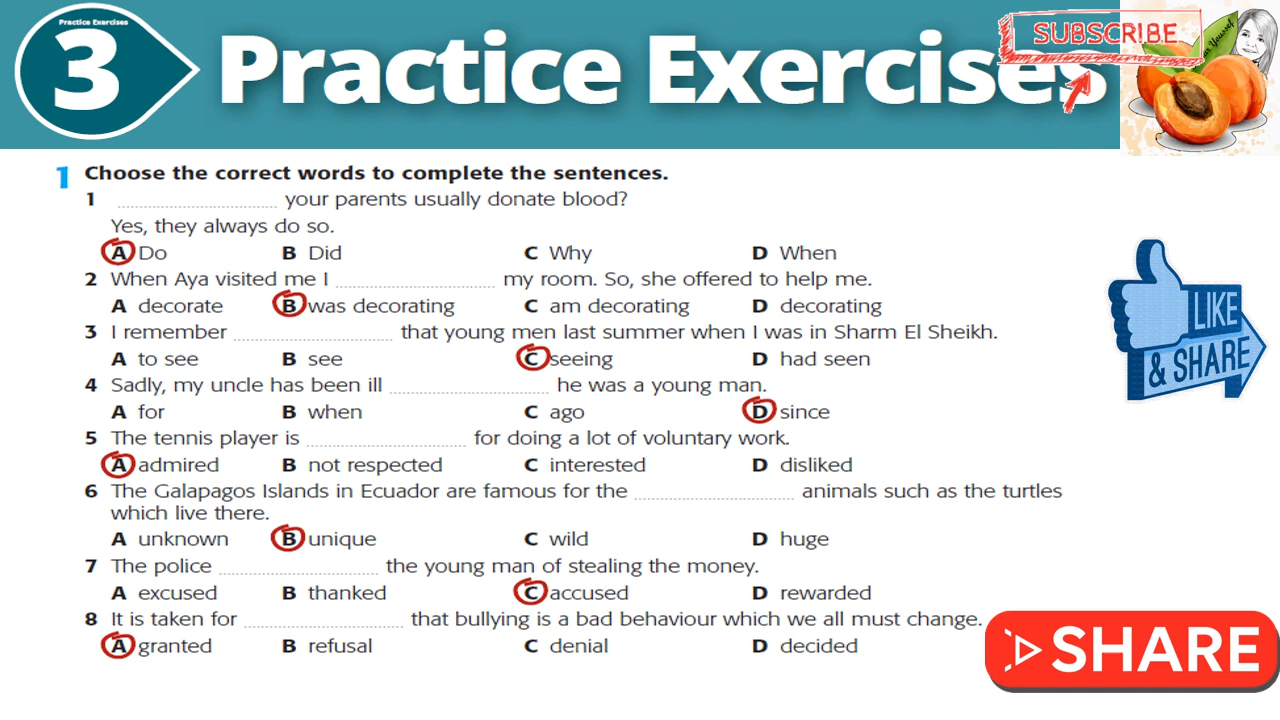 Practice Exercises
3 Practice Exercises
SUBSCRIBE
Youssef
1 Choose the correct words to complete the sentences.
1 .............................. your parents usually donate blood?
Yes, they always do so.
A Do B Did C Why D When
2 When Aya visited me I .............................. my room. So, she offered to help me.
A decorate B was decorating C am decorating D decorating
3 I remember .............................. that young men last summer when I was in Sharm El Sheikh.
A to see B see C seeing D had seen
4 Sadly, my uncle has been ill .............................. he was a young man.
A for B when C ago D since
5 The tennis player is .............................. for doing a lot of voluntary work.
A admired B not respected C interested D disliked
6 The Galapagos Islands in Ecuador are famous for the .............................. animals such as the turtles
which live there.
A unknown B unique C wild D huge
7 The police .............................. the young man of stealing the money.
A excused B thanked C accused D rewarded
8 It is taken for .............................. that bullying is a bad behaviour which we all must change.
A granted B refusal C denial D decided
LIKE
& SHARE
SHARE